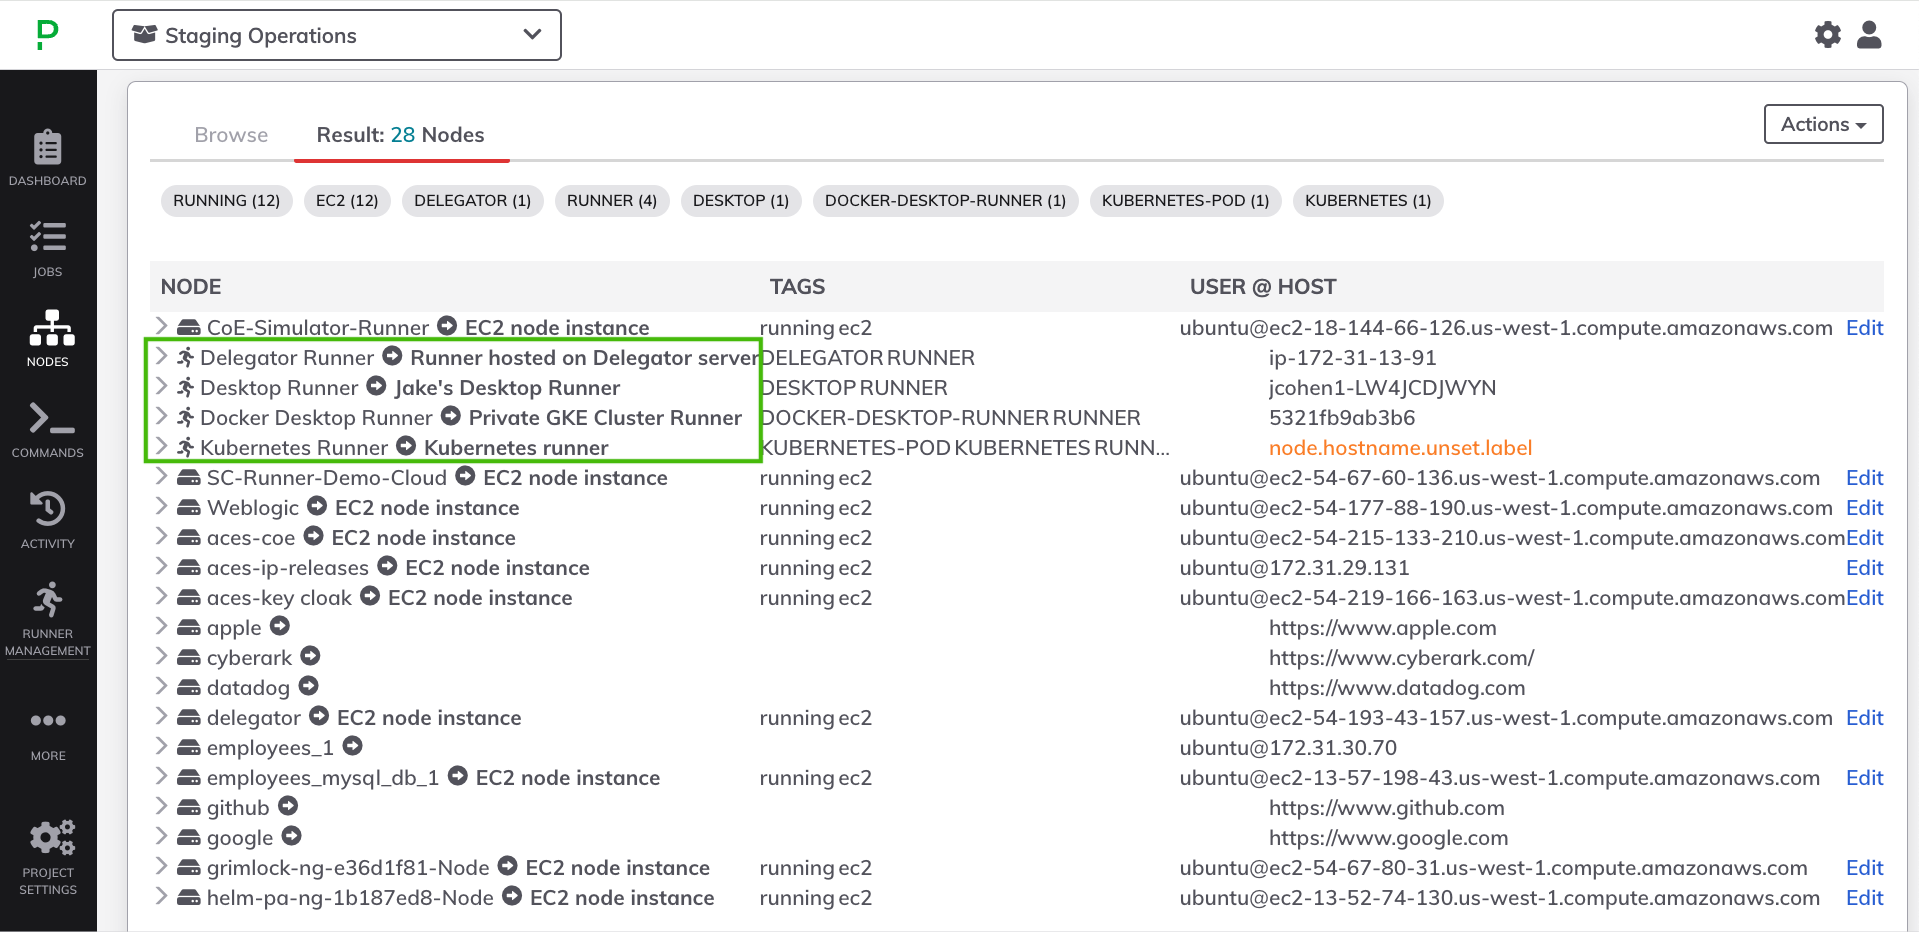 P
Staging Operations
DASHBOARD
JOBS
NODES
COMMANDS
ACTIVITY
RUNNER
MANAGEMENT
MORE
PROJECT
SETTINGS
Browse Result: 28 Nodes Actions
RUNNING (12) EC2 (12) DELEGATOR (1) RUNNER (4) DESKTOP (1) DOCKER-DESKTOP-RUNNER (1) KUBERNETES-POD (1) KUBERNETES (1)
NODE TAGS USER @ HOST
CoE-Simulator-Runner EC2 node instance running ec2 ubuntu@ec2-18-144-66-126.us-west-1.compute.amazonaws.com Edit
Delegator Runner Runner hosted on Delegator server DELEGATOR RUNNER ip-172-31-13-91
Desktop Runner Jake's Desktop Runner DESKTOP RUNNER jcohen1-LW4JCDJWYN
Docker Desktop Runner Private GKE Cluster Runner DOCKER-DESKTOP-RUNNER RUNNER 5321fb9ab3b6
Kubernetes Runner Kubernetes runner KUBERNETES-POD KUBERNETES RUNN... node.hostname.unset.label
SC-Runner-Demo-Cloud EC2 node instance running ec2 ubuntu@ec2-54-67-60-136.us-west-1.compute.amazonaws.com Edit
Weblogic EC2 node instance running ec2 ubuntu@ec2-54-177-88-190.us-west-1.compute.amazonaws.com Edit
aces-coe EC2 node instance running ec2 ubuntu@ec2-54-215-133-210.us-west-1.compute.amazonaws.com Edit
aces-ip-releases EC2 node instance running ec2 ubuntu@172.31.29.131 Edit
aces-key cloak EC2 node instance running ec2 ubuntu@ec2-54-219-166-163.us-west-1.compute.amazonaws.com Edit
apple https://www.apple.com
cyberark https://www.cyberark.com/
datadog https://www.datadog.com
delegator EC2 node instance running ec2 ubuntu@ec2-54-193-43-157.us-west-1.compute.amazonaws.com Edit
employees_1 ubuntu@172.31.30.70
employees_mysql_db_1 EC2 node instance running ec2 ubuntu@ec2-13-57-198-43.us-west-1.compute.amazonaws.com Edit
github https://www.github.com
google https://www.google.com
grimlock-ng-e36d1f81-Node EC2 node instance running ec2 ubuntu@ec2-54-67-80-31.us-west-1.compute.amazonaws.com Edit
helm-pa-ng-1b187ed8-Node EC2 node instance running ec2 ubuntu@ec2-13-52-74-130.us-west-1.compute.amazonaws.com Edit